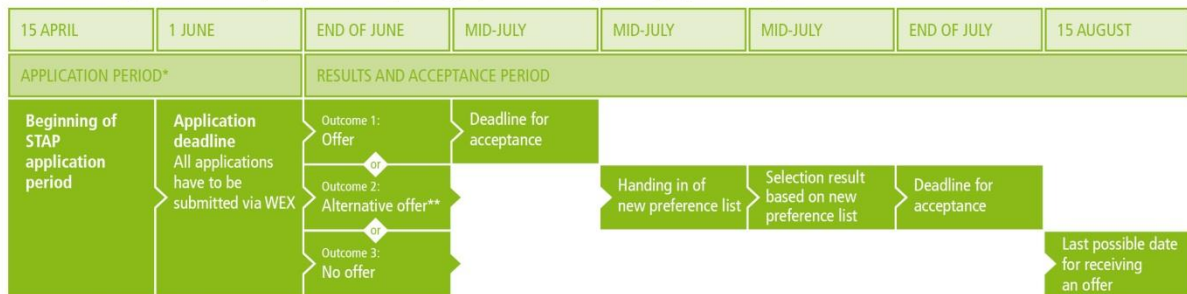 15 APRIL
1 JUNE
END OF JUNE
MID-JULY
MID-JULY
MID-JULY
END OF JULY
15 AUGUST
APPLICATION PERIOD*
RESULTS AND ACCEPTANCE PERIOD
Beginning of
STAP
application
period
Application
deadline
All applications
have to be
submitted via WEX
Outcome 1:
Offer
or
Outcome 2:
Alternative offer**
or
Outcome 3:
No offer
Deadline for
acceptance
Handing in of
new preference list
Selection result
based on new
preference list
Deadline for
acceptance
Last possible date
for receiving
an offer